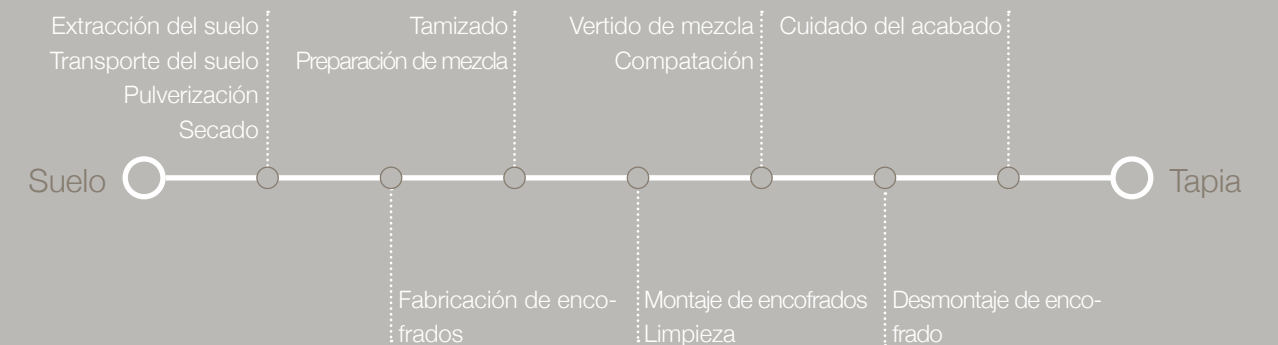 Extracción del suelo
Transporte del suelo
Pulverización
Secado
Tamizado
Preparación de mezcla
Vertido de mezcla
Compatación
Cuidado del acabado
Suelo
Tapia
Fabricación de enco-
frados
Montaje de encofrados
Limpieza
Desmontaje de enco-
frado